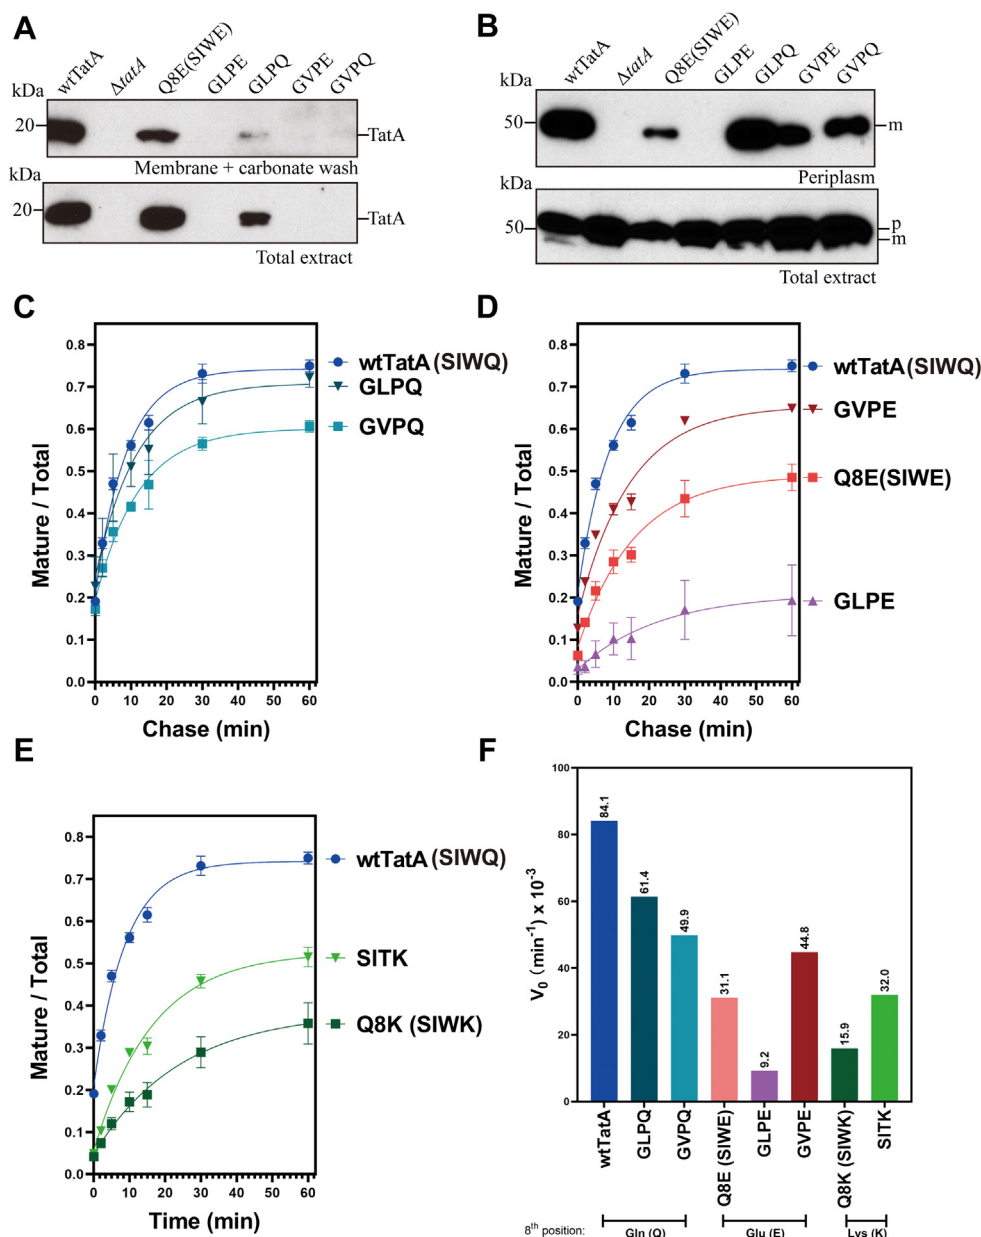 A
wtTatA
ΔtatA
Q8E(SIWE)
GLPE
GLPQ
GVPE
GVPQ
kDa
20
TatA
Membrane + carbonate wash
kDa
20
TatA
Total extract
B
wtTatA
ΔtatA
Q8E(SIWE)
GLPE
GLPQ
GVPE
GVPQ
kDa
50
m
Periplasm
kDa
50
p
m
Total extract
C
Mature / Total
0.8
0.7
0.6
0.5
0.4
0.3
0.2
0.1
0.0
0 10 20 30 40 50 60
Chase (min)
wtTatA (SIWQ)
GLPQ
GVPQ
D
Mature / Total
0.8
0.7
0.6
0.5
0.4
0.3
0.2
0.1
0.0
0 10 20 30 40 50 60
Chase (min)
wtTatA(SIWQ)
GVPE
Q8E(SIWE)
GLPE
E
Mature / Total
0.8
0.7
0.6
0.5
0.4
0.3
0.2
0.1
0.0
0 10 20 30 40 50 60
Time (min)
wtTatA (SIWQ)
SITK
Q8K (SIWK)
F
V0 (min-1) x 10-3
100
80
60
40
20
0
84.1
61.4
49.9
31.1
9.2
44.8
15.9
32.0
wtTatA
GLPQ
GVPQ
Q8E (SIWE)
GLPE
GVPE
Q8K (SIWK)
SITK
8th position: Gln (Q) Glu (E) Lys (K)